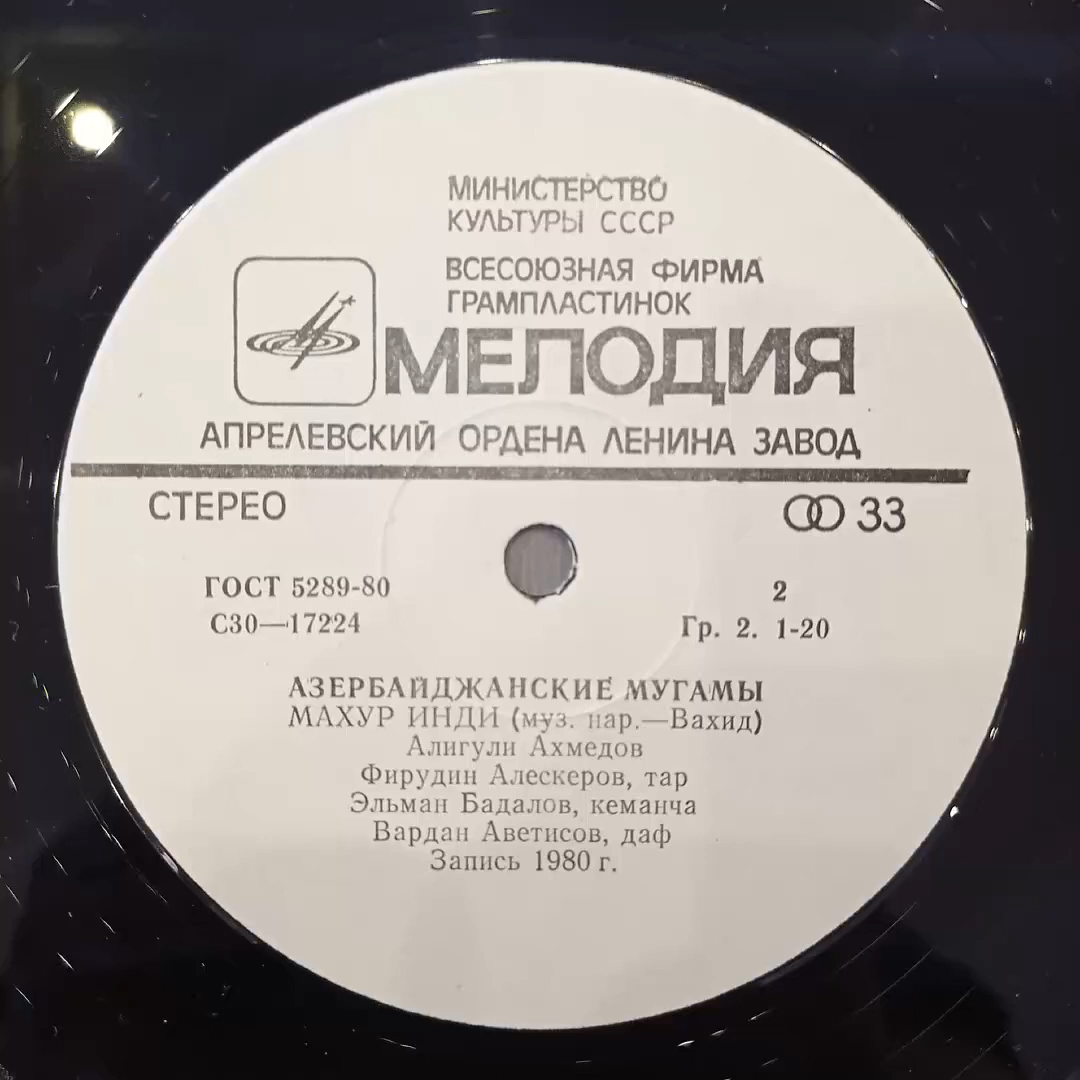 МИНИСТЕРСТВО
КУЛЬТУРЫ СССР
ВСЕСОЮЗНАЯ ФИРМА
ГРАМПЛАСТИНОК
МЕЛОДИЯ
АПРЕЛЕВСКИЙ ОРДЕНА ЛЕНИНА ЗАВОД
СТЕРЕО
33
ГОСТ 5289-80
С30—17224
2
Гр. 2. 1-20
АЗЕРБАЙДЖАНСКИЕ МУГАМЫ
МАХУР ИНДИ (муз. нар.—Вахид)
Алигули Ахмедов
Фирудин Алескеров, тар
Эльман Бадалов, кеманча
Вардан Аветисов, даф
Запись 1980 г.